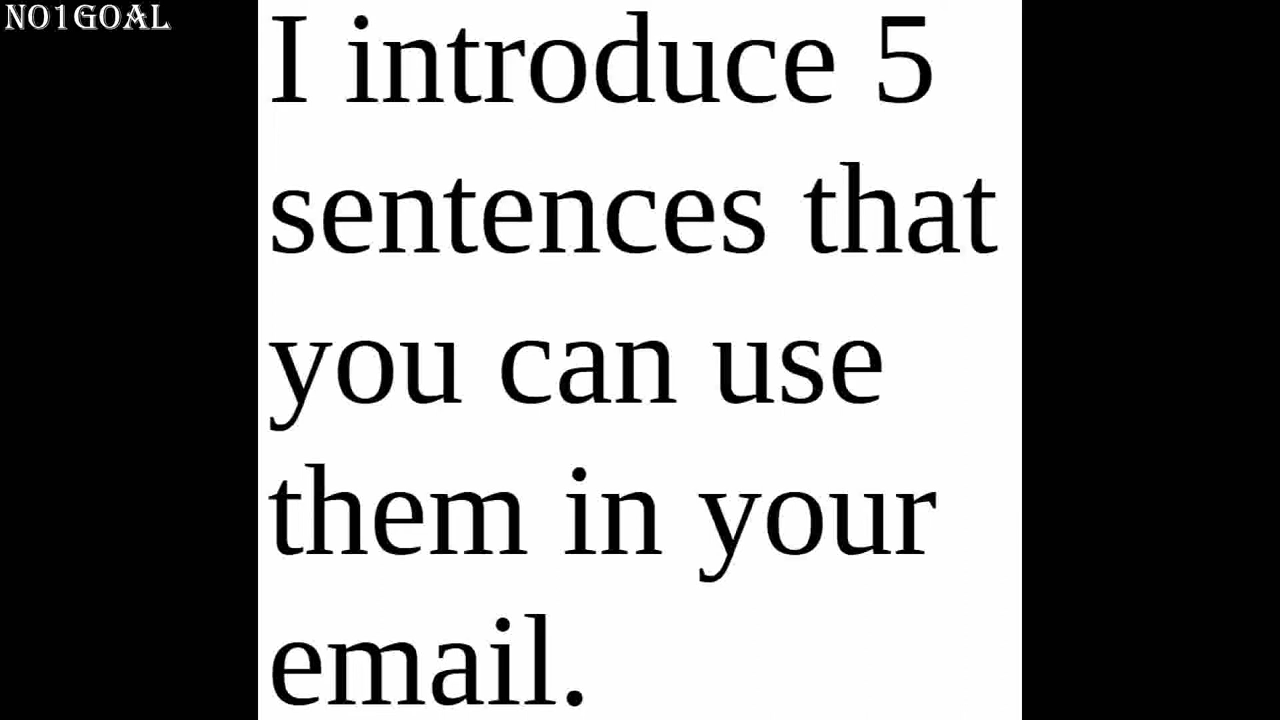 NO1GOAL
I introduce 5
sentences that
you can use
them in your
email.